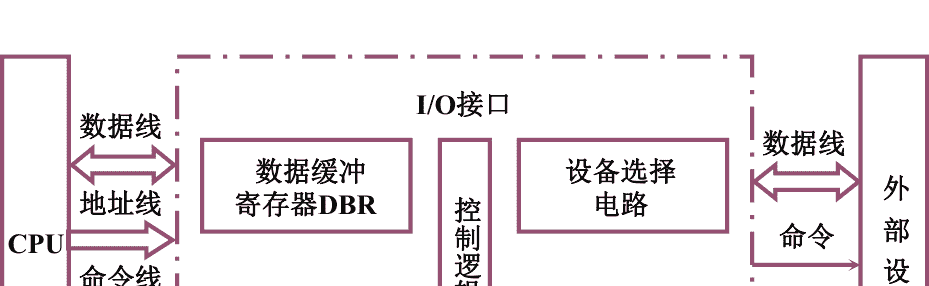 I/O接口
数据线
数据缓冲
寄存器DBR
设备选择
电路
数据线
地址线
控
制
逻
CPU
命令线
命令
外
部
设